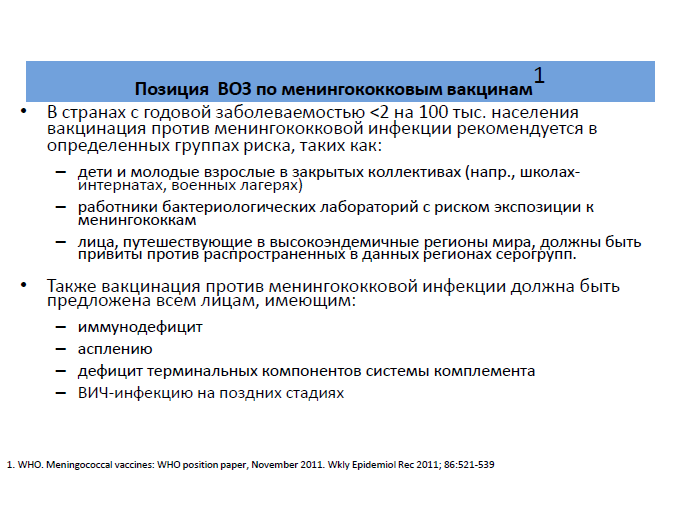 Позиция ВОЗ по менингококковым вакцинам1
• В странах с годовой заболеваемостью <2 на 100 тыс. населения
вакцинация против менингококковой инфекции рекомендуется в
определенных группах риска, таких как:
– дети и молодые взрослые в закрытых коллективах (напр., школах-
интернатах, военных лагерях)
– работники бактериологических лабораторий с риском экспозиции к
менингококкам
– лица, путешествующие в высокоэндемичные регионы мира, должны быть
привиты против распространенных в данных регионах серогрупп.
• Также вакцинация против менингококковой инфекции должна быть
предложена всем лицам, имеющим:
– иммунодефицит
– асплению
– дефицит терминальных компонентов системы комплемента
– ВИЧ-инфекцию на поздних стадиях
1. WHO. Meningococcal vaccines: WHO position paper, November 2011. Wkly Epidemiol Rec 2011; 86:521-539